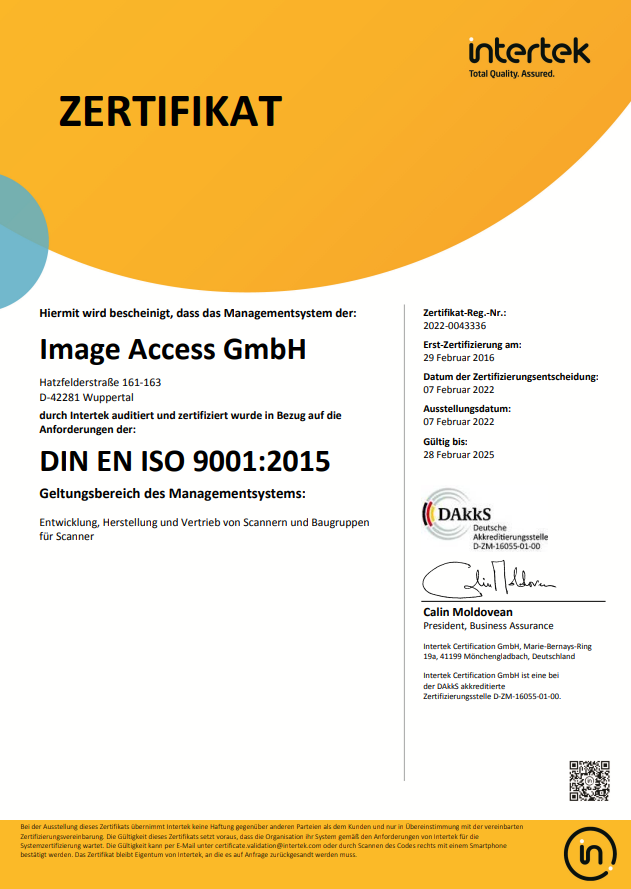 intertek
Total Quality. Assured.
ZERTIFIKAT
Hiermit wird bescheinigt, dass das Managementsystem der:
Image Access GmbH
Hatzfelderstraße 161-163
D-42281 Wuppertal
durch Intertek auditiert und zertifiziert wurde in Bezug auf die
Anforderungen der:
DIN EN ISO 9001:2015
Geltungsbereich des Managementsystems:
Entwicklung, Herstellung und Vertrieb von Scannern und Baugruppen
für Scanner
Zertifikat-Reg.-Nr.:
2022-0043336
Erst-Zertifizierung am:
29 Februar 2016
Datum der Zertifizierungsentscheidung:
07 Februar 2022
Ausstellungsdatum:
07 Februar 2022
Gültig bis:
28 Februar 2025
DAkkS
Deutsche
Akkreditierungsstelle
D-ZM-16055-01-00
Calin Moldovean
Calin Moldovean
President, Business Assurance
Intertek Certification GmbH, Marie-Bernays-Ring
19a, 41199 Mönchengladbach, Deutschland
Intertek Certification GmbH ist eine bei
der DAkkS akkreditierte
Zertifizierungsstelle D-ZM-16055-01-00.
Bei der Ausstellung dieses Zertifikats übernimmt Intertek keine Haftung gegenüber anderen Parteien als dem Kunden und nur in Übereinstimmung mit der vereinbarten
Zertifizierungsvereinbarung. Die Gültigkeit dieses Zertifikats setzt voraus, dass die Organisation ihr System gemäß den Anforderungen von Intertek für die
Systemzertifizierung wartet. Die Gültigkeit kann per E-Mail unter certificate.validation@intertek.com oder durch Scannen des Codes rechts mit einem Smartphone
bestätigt werden. Das Zertifikat bleibt Eigentum von Intertek, an die es auf Anfrage zurückgesandt werden muss.
in